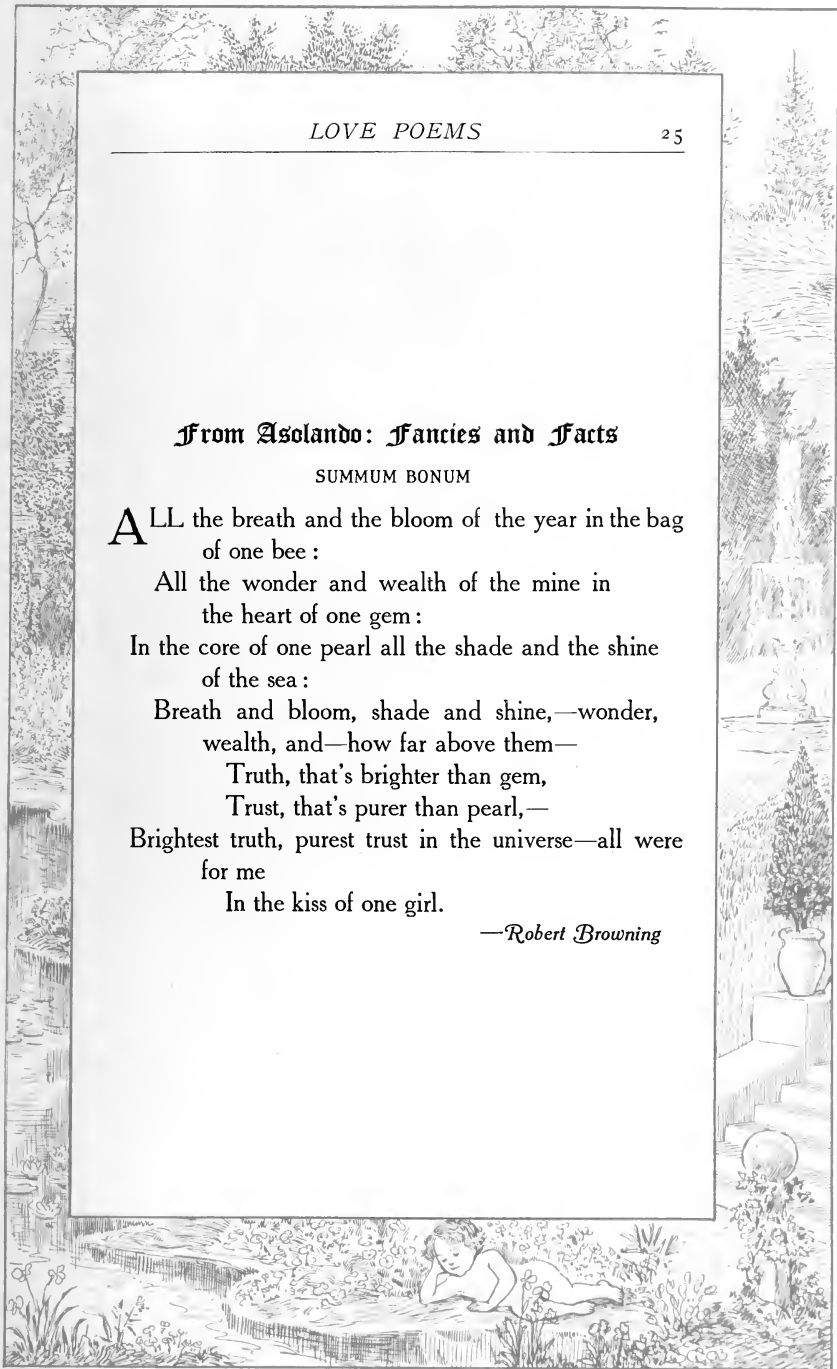 LOVE POEMS 25
From Asolando: Fancies and Facts
SUMMUM BONUM
ALL the breath and the bloom of the year in the bag
of one bee :
All the wonder and wealth of the mine in
the heart of one gem :
In the core of one pearl all the shade and the shine
of the sea :
Breath and bloom, shade and shine,—wonder,
wealth, and—how far above them—
Truth, that's brighter than gem,
Trust, that's purer than pearl,—
Brightest truth, purest trust in the universe—all were
for me
In the kiss of one girl.
—Robert Browning